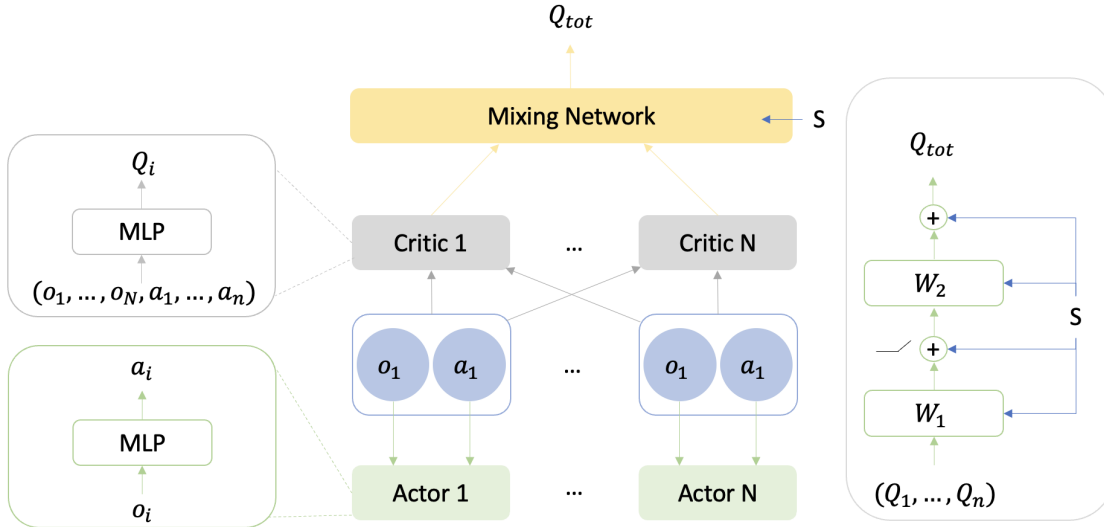 Q_tot
Mixing Network
S
Q_i
MLP
(o_1, ..., o_N, a_1, ..., a_n)
Critic 1
...
Critic N
o_1
a_1
...
o_1
a_1
a_i
MLP
o_i
Actor 1
...
Actor N
Q_tot
+
W_2
S
+
W_1
(Q_1, ..., Q_n)